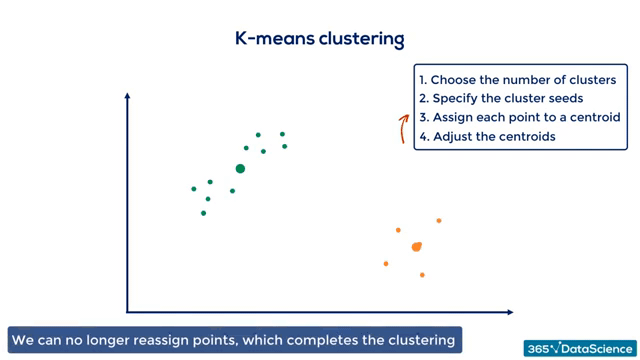 K-means clustering
1. Choose the number of clusters
2. Specify the cluster seeds
3. Assign each point to a centroid
4. Adjust the centroids
We can no longer reassign points, which completes the clustering
365√DataScience